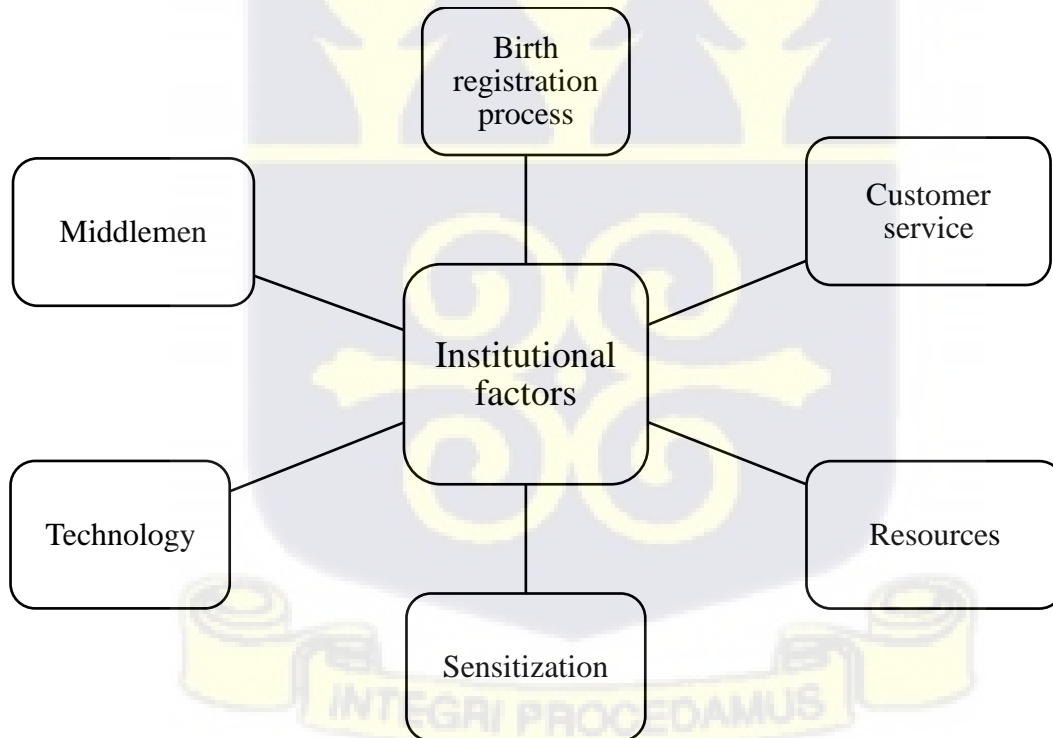 Birth
registration
process
Customer
service
Middlemen
Institutional
factors
Technology
Resources
Sensitization
INTEGRI PROCEDAMUS